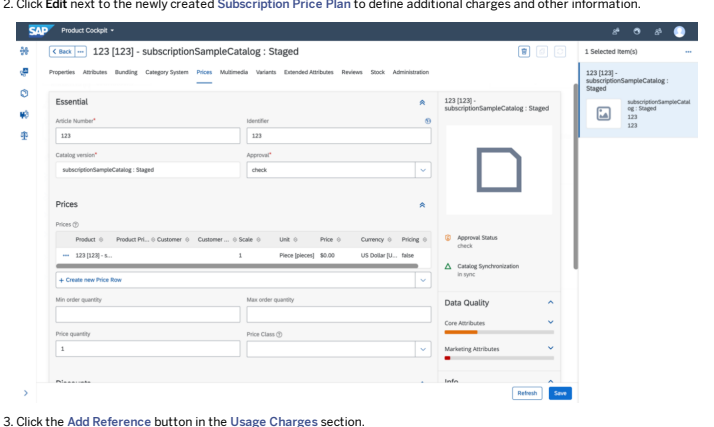 2. Click Edit next to the newly created Subscription Price Plan to define additional charges and other information.
SAP Product Cockpit
< Back ••• 123 [123] - subscriptionSampleCatalog : Staged
Properties Attributes Bundling Category System Prices Multimedia Variants Extended Attributes Reviews Stock Administration
Essential
Article Number* Identifier
123 123
Catalog version* Approval*
subscriptionSampleCatalog : Staged check
Prices
Prices
Product Product Pri... Customer Customer ... Scale Unit Price Currency Pricing
••• 123 [123] - s... 1 Piece [pieces] $0.00 US Dollar [U... false
+ Create new Price Row
Min order quantity Max order quantity
Price quantity Price Class
1
Discounts
123 [123] -
subscriptionSampleCatalog : Staged
Approval Status
check
Catalog Synchronization
In sync
Data Quality
Core Attributes
Marketing Attributes
Info
Refresh Save
1 Selected Item(s) •••
123 [123] -
subscriptionSampleCatalog :
Staged
subscriptionSampleCatal
og : Staged
123
123
3. Click the Add Reference button in the Usage Charges section.